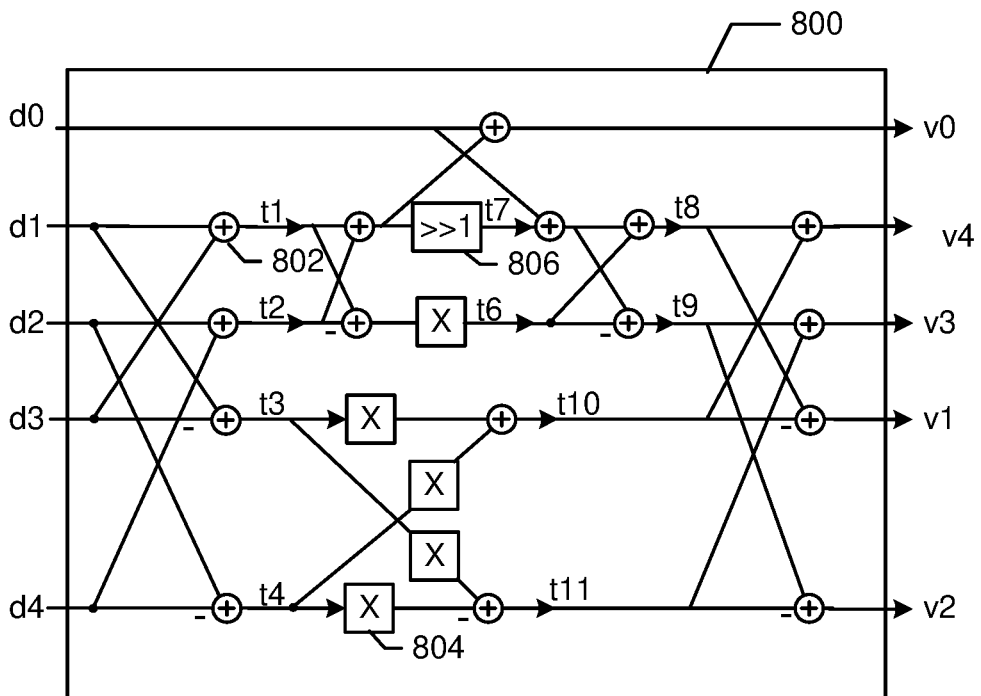 800
d0 + v0
d1 + t1 + >>1 t7 + + t8 + v4
802 806
d2 + t2 - + X t6 - + t9 + v3
d3 - + t3 X + t10 - + v1
X
X
d4 - + t4 X - + t11 - + v2
804